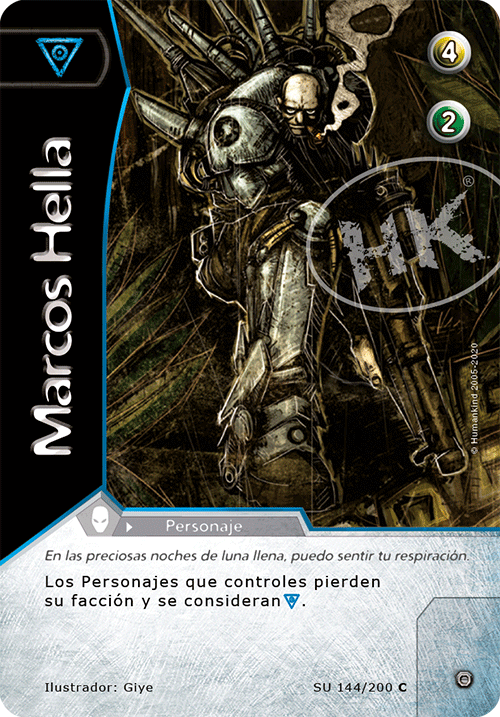 4
2
Marcos Hella
HK®
© Humankind 2005-2020
Personaje
En las preciosas noches de luna llena, puedo sentir tu respiración.
Los Personajes que controles pierden
su facción y se consideran .
Ilustrador: Giye
SU 144/200 C